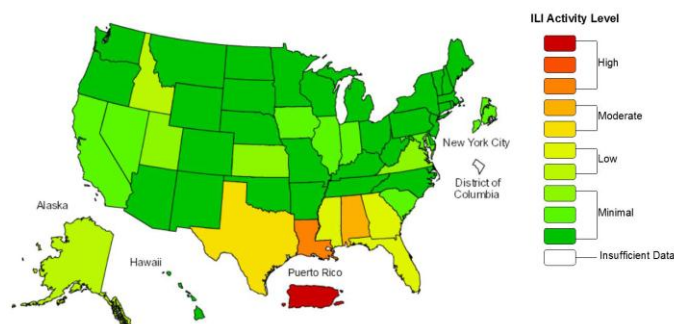 ILI Activity Level
High
Moderate
Low
Minimal
Insufficient Data
New York City
District of
Columbia
Alaska
Hawaii
Puerto Rico